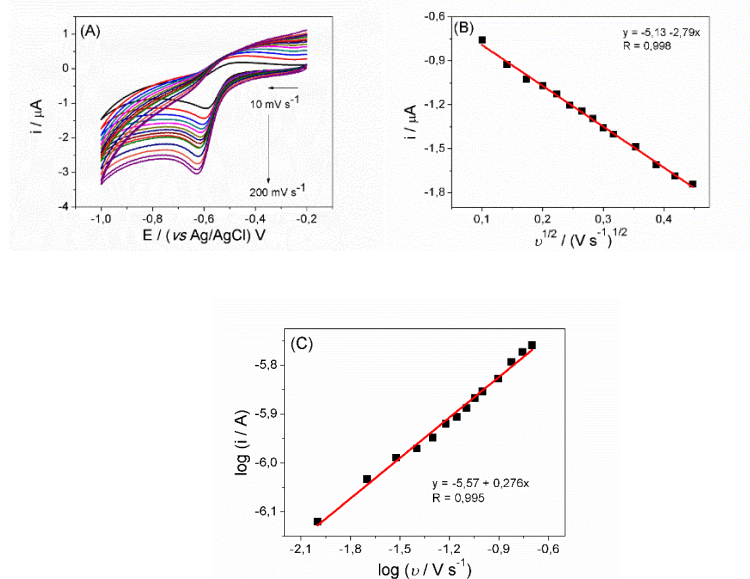 (A)
1
0
-1
-2
-3
-4
i / µA
10 mV s-1
200 mV s-1
-1,0
-0,8
-0,6
-0,4
-0,2
E / (vs Ag/AgCl) V
(B)
y = -5,13 -2,79x
R = 0,998
-0,6
-0,9
-1,2
-1,5
-1,8
i / µA
0,1
0,2
0,3
0,4
υ1/2 / (V s-1)1/2
(C)
-5,8
-5,9
-6,0
-6,1
log (i / A)
y = -5,57 + 0,276x
R = 0,995
-2,1
-1,8
-1,5
-1,2
-0,9
-0,6
log (υ / V s-1)